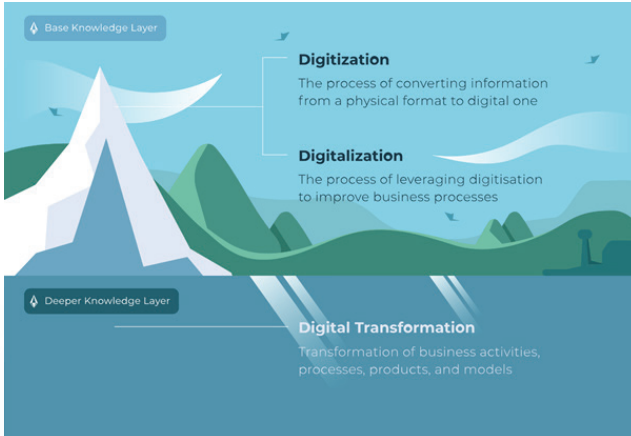 Base Knowledge Layer
Digitization
The process of converting information
from a physical format to digital one
Digitalization
The process of leveraging digitisation
to improve business processes
Deeper Knowledge Layer
Digital Transformation
Transformation of business activities,
processes, products, and models